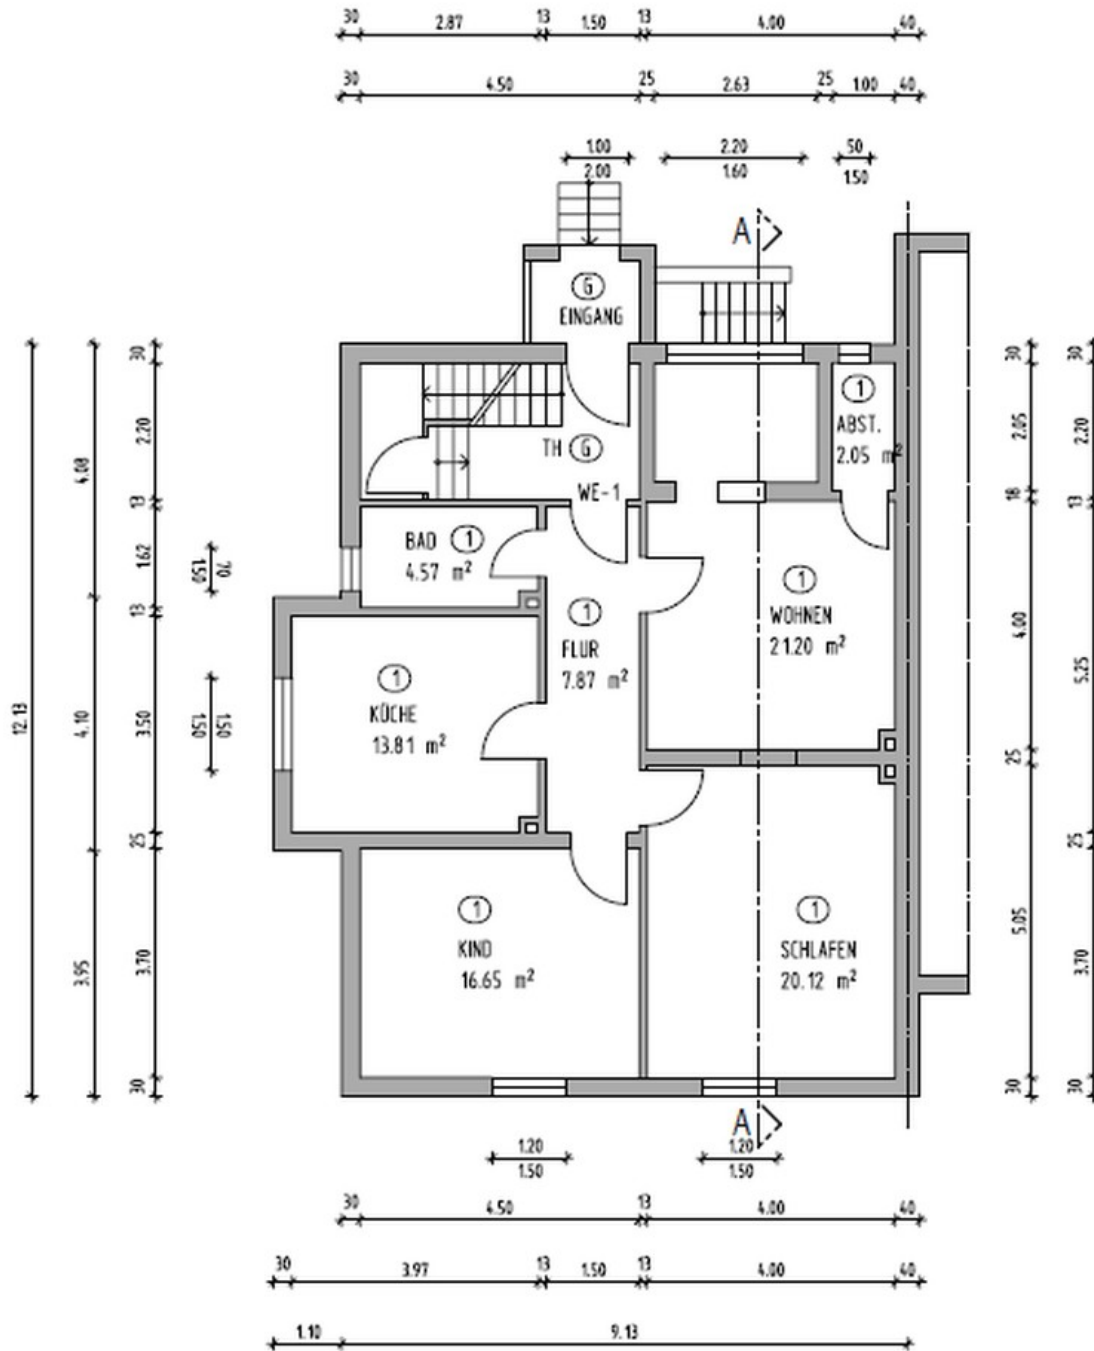 30 2.87 13 1.50 13 4.00 40
30 4.50 25 2.63 25 1.00 40
1.00 2.20 50
2.00 1.60 1.50
A
G
EINGANG
1
ABST.
2.05 m²
TH G
WE-1
BAD 1
4.57 m²
1
FLUR
7.87 m²
1
WOHNEN
21.20 m²
1
KÜCHE
13.81 m²
1
KIND
16.65 m²
1
SCHLAFEN
20.12 m²
A
12.13
4.08 4.10 3.95
30 2.20 13 1.62 13 3.50 25 3.70 30
70
1.50
1.50
1.50
30 2.05 18 4.00 25 5.05 30
30 2.20 13 5.25 25 3.70 30
1.20 1.20
1.50 1.50
30 4.50 13 4.00 40
30 3.97 13 1.50 13 4.00 40
1.10 9.13